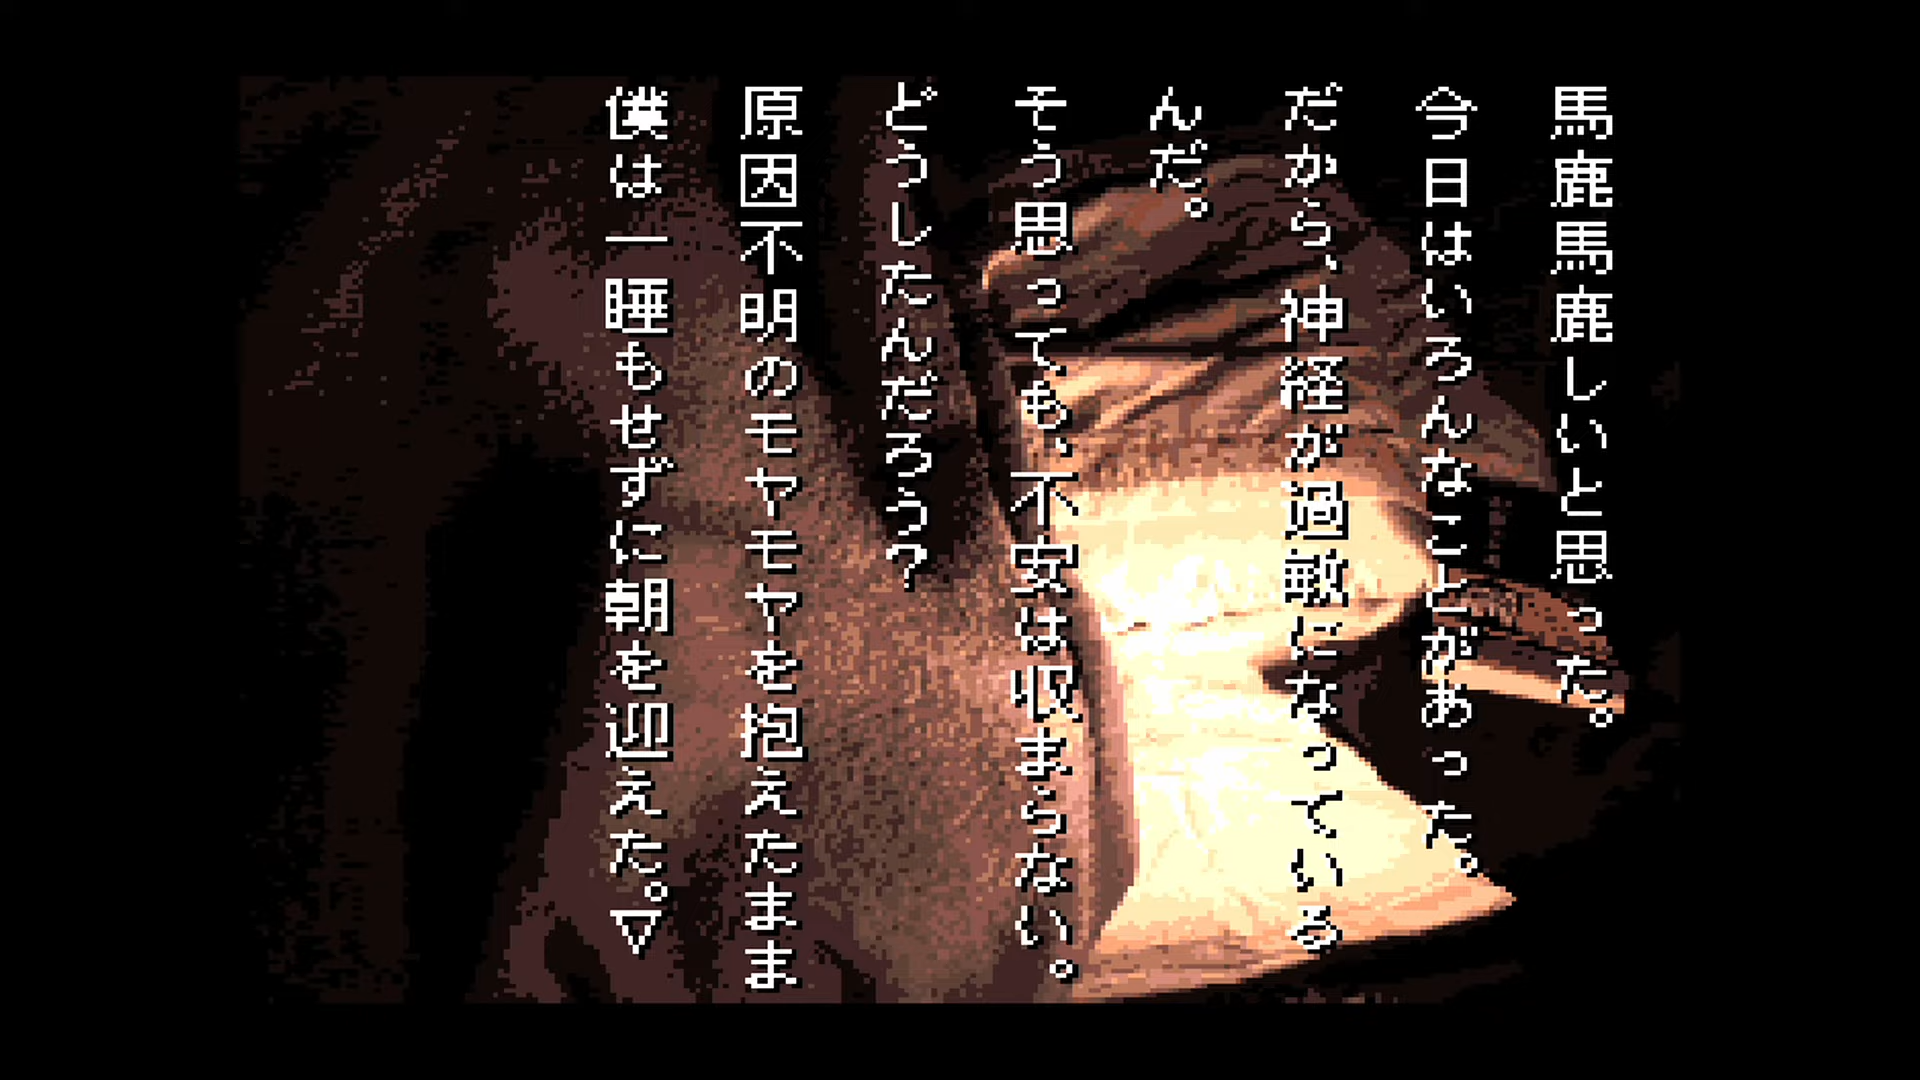 馬鹿馬鹿しいと思った。
今日はいろんなことがあった。
だから、神経が過敏になっている
んだ。
そう思っても、不安は収まらない。
どうしたんだろう？
原因不明のモヤモヤを抱えたまま
僕は一睡もせずに朝を迎えた。▽